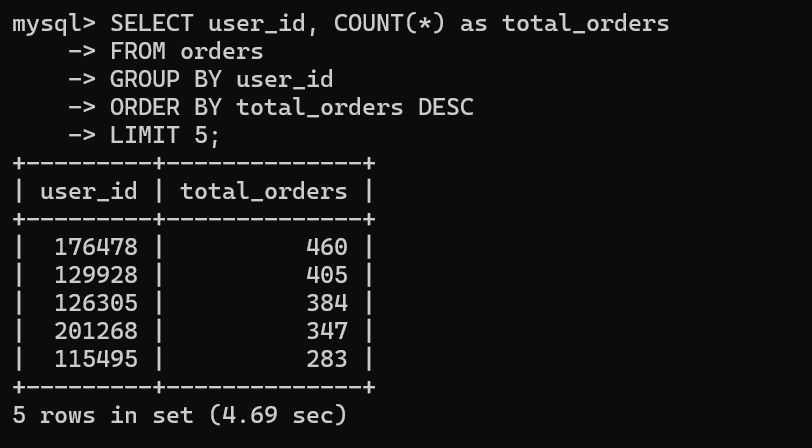 mysql> SELECT user_id, COUNT(*) as total_orders
    -> FROM orders
    -> GROUP BY user_id
    -> ORDER BY total_orders DESC
    -> LIMIT 5;
+---------+--------------+
| user_id | total_orders |
+---------+--------------+
|  176478 |          460 |
|  129928 |          405 |
|  126305 |          384 |
|  201268 |          347 |
|  115495 |          283 |
+---------+--------------+
5 rows in set (4.69 sec)